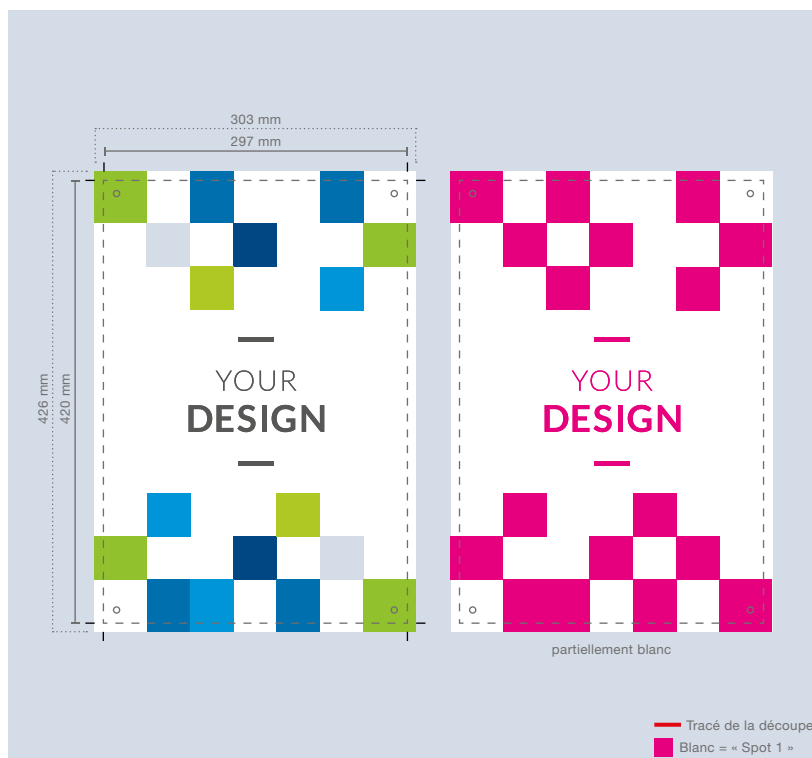 303 mm
297 mm
426 mm
420 mm
YOUR
DESIGN
YOUR
DESIGN
partiellement blanc
Tracé de la découpe
Blanc = « Spot 1 »